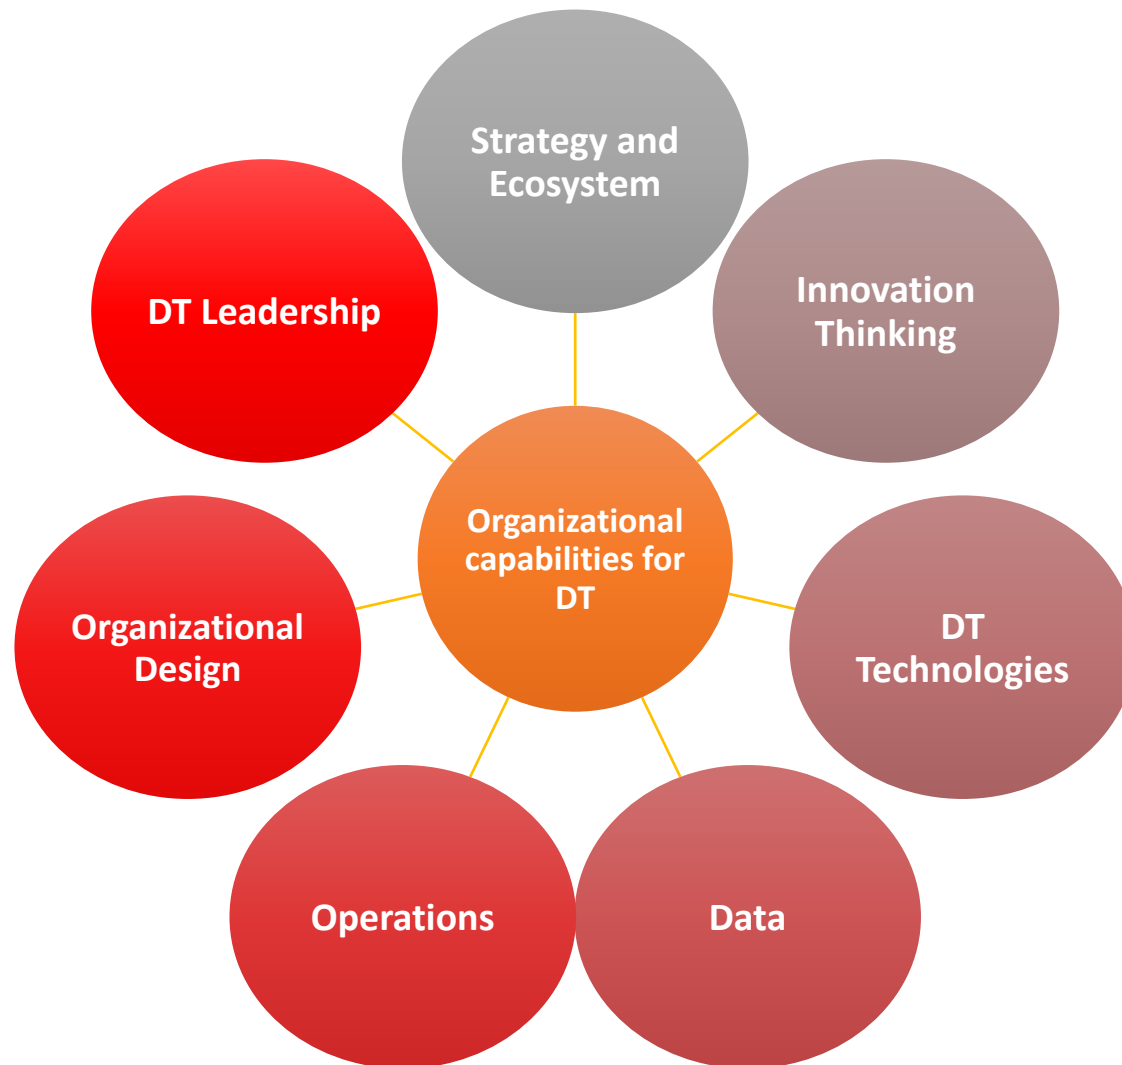 Strategy and
Ecosystem
Innovation
Thinking
DT
Technologies
Data
Operations
Organizational
Design
DT Leadership
Organizational
capabilities for
DT